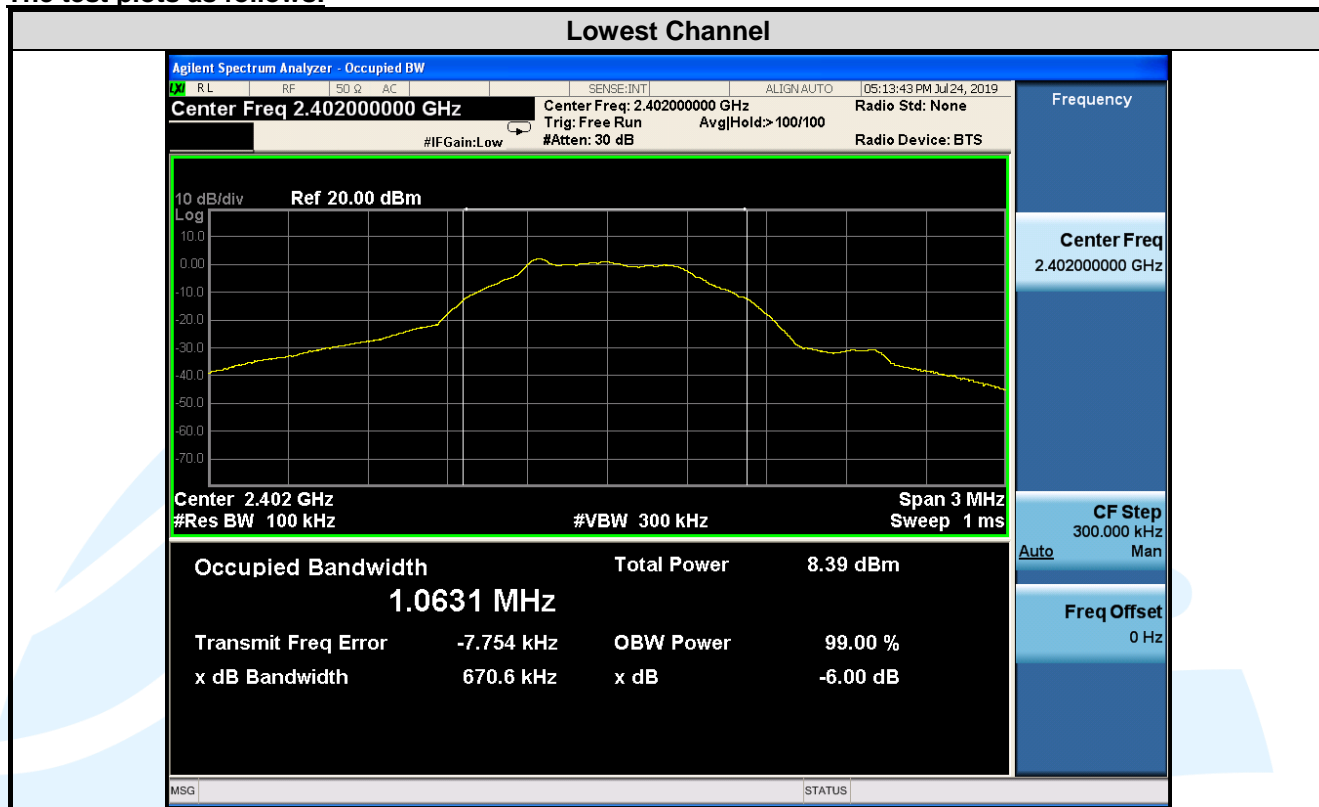 The test plots as follows:
Lowest Channel
Agilent Spectrum Analyzer - Occupied BW
LXI RL RF 50 Ω AC SENSE:INT ALIGN AUTO 05:13:43 PM Jul 24, 2019
Center Freq 2.402000000 GHz
Center Freq: 2.402000000 GHz Radio Std: None
Trig: Free Run Avg|Hold:> 100/100
#IFGain:Low #Atten: 30 dB Radio Device: BTS
Frequency
10 dB/div Ref 20.00 dBm
Log
10.0
0.00
-10.0
-20.0
-30.0
-40.0
-50.0
-60.0
-70.0
Center 2.402 GHz Span 3 MHz
#Res BW 100 kHz #VBW 300 kHz Sweep 1 ms
Center Freq
2.402000000 GHz
CF Step
300.000 kHz
Auto Man
Freq Offset
0 Hz
Occupied Bandwidth Total Power 8.39 dBm
1.0631 MHz
Transmit Freq Error -7.754 kHz OBW Power 99.00 %
x dB Bandwidth 670.6 kHz x dB -6.00 dB
MSG STATUS